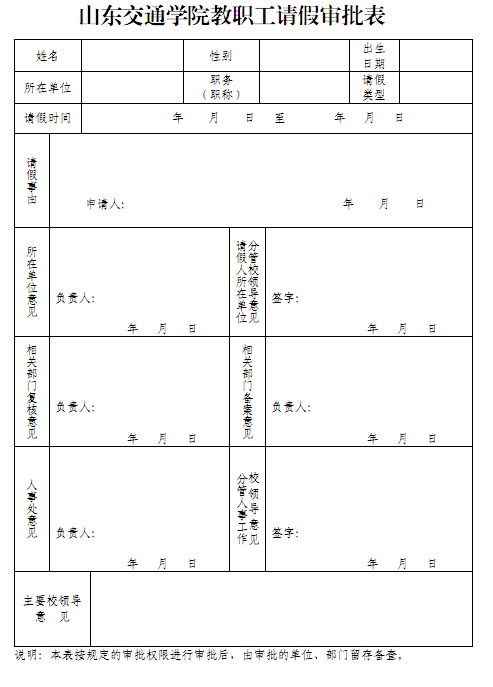 山东交通学院教职工请假审批表
姓名 性别 出生日期
所在单位 职务（职称） 请假类型
请假时间 年 月 日 至 年 月 日
请假事由
申请人： 年 月 日
所在单位意见 负责人： 年 月 日
请假人所在单位分管校领导意见 签字： 年 月 日
相关部门复核意见 负责人： 年 月 日
相关部门备案意见 负责人： 年 月 日
人事处意见 负责人： 年 月 日
分管人事工作校领导意见 签字： 年 月 日
主要校领导
意 见
说明：本表按规定的审批权限进行审批后，由审批的单位、部门留存备查。